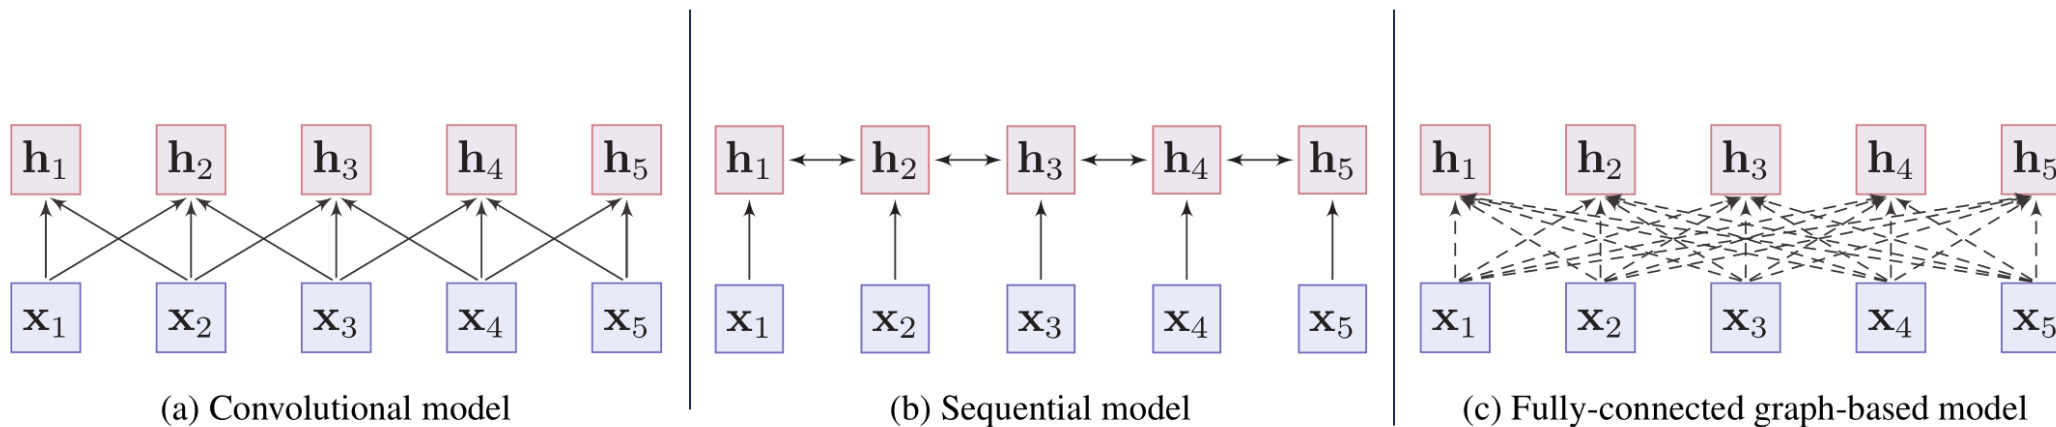 h₁ h₂ h₃ h₄ h₅ h₁ h₂ h₃ h₄ h₅ h₁ h₂ h₃ h₄ h₅
x₁ x₂ x₃ x₄ x₅ x₁ x₂ x₃ x₄ x₅ x₁ x₂ x₃ x₄ x₅
(a) Convolutional model (b) Sequential model (c) Fully-connected graph-based model